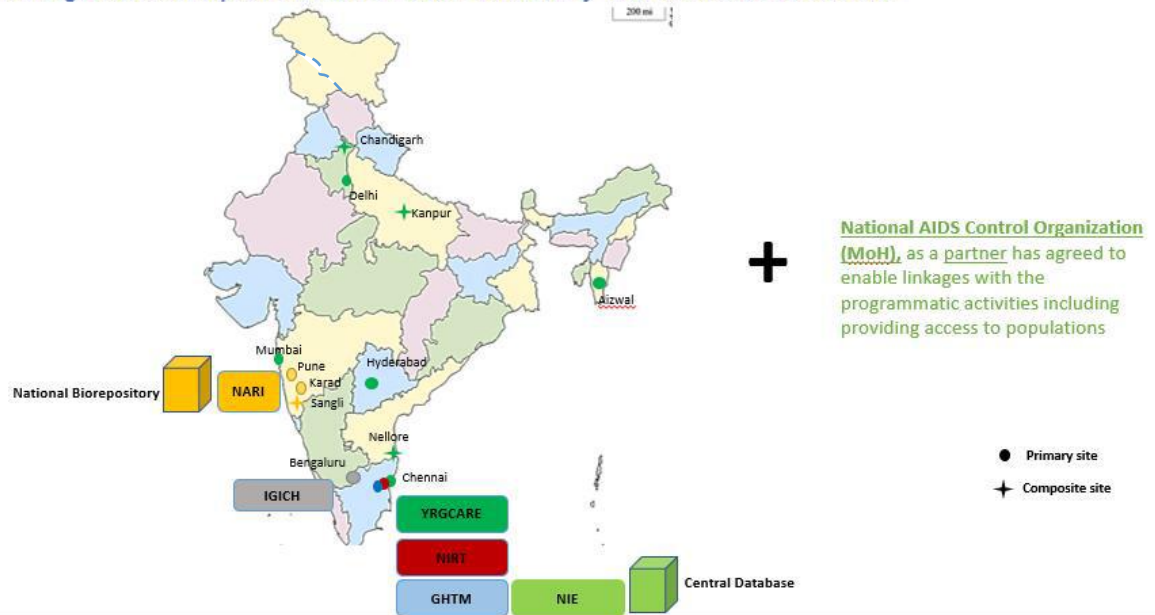 200 mi
Chandigarh
Delhi
Kanpur
Aizwal
National AIDS Control Organization
(MoH), as a partner has agreed to
enable linkages with the
programmatic activities including
providing access to populations
Mumbai
Pune
Hyderabad
Karad
National Biorepository
NARI
Sangli
Nellore
Bengaluru
Chennai
Primary site
IGICH
Composite site
YRGCARE
NIRT
GHTM
NIE
Central Database